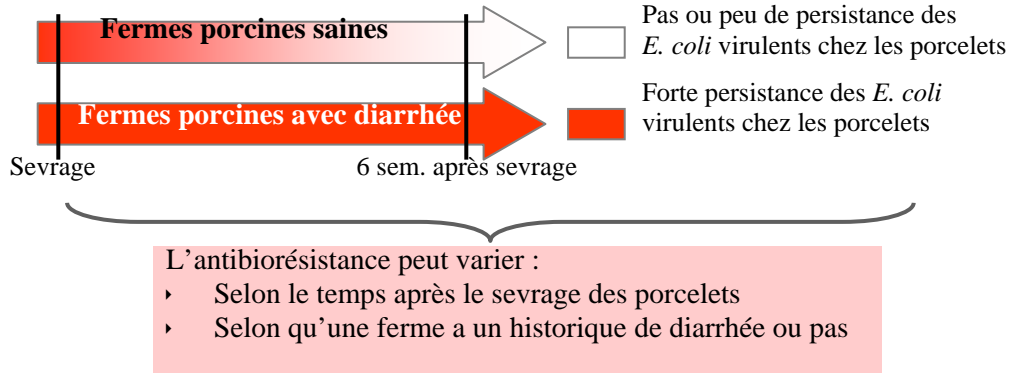 Fermes porcines saines
Pas ou peu de persistance des
E. coli virulents chez les porcelets
Fermes porcines avec diarrhée
Forte persistance des E. coli
virulents chez les porcelets
Sevrage
6 sem. après sevrage
L’antibiorésistance peut varier :
‣ Selon le temps après le sevrage des porcelets
‣ Selon qu’une ferme a un historique de diarrhée ou pas